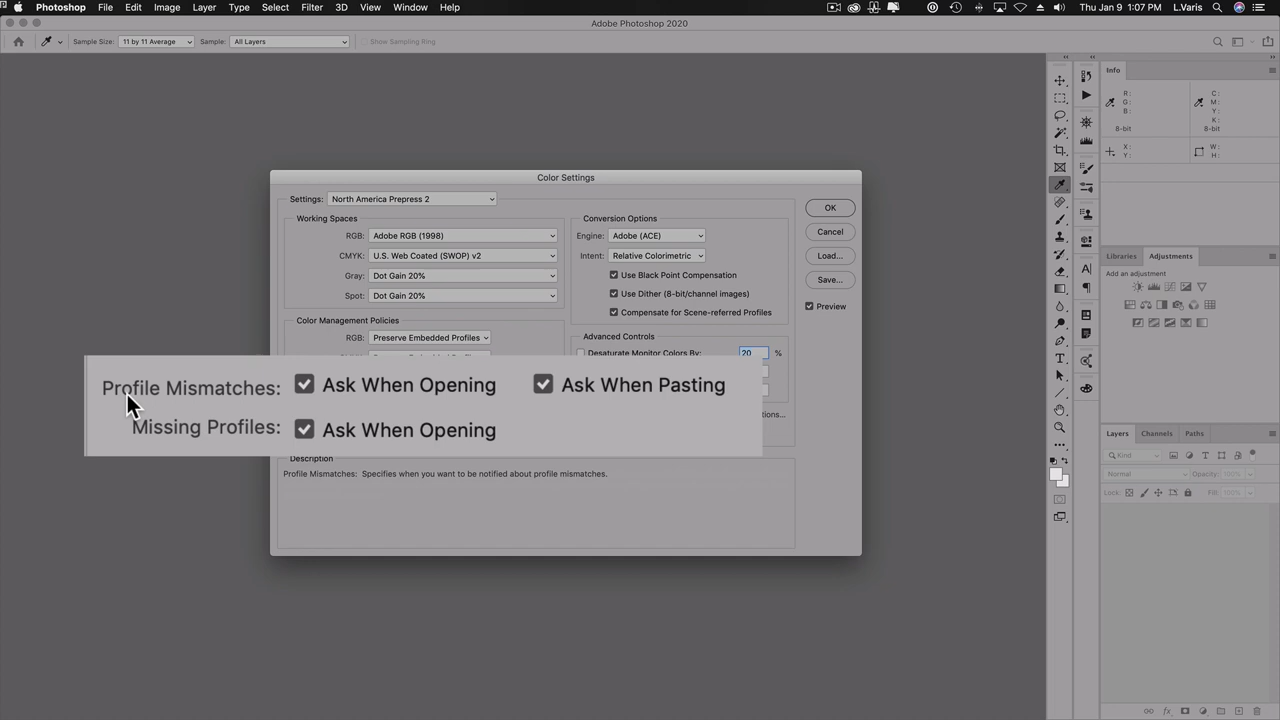 Photoshop File Edit Image Layer Type Select Filter 3D View Window Help Thu Jan 9 1:07 PM L.Varis
Adobe Photoshop 2020
Sample Size: 11 by 11 Average Sample: All Layers Show Sampling Ring
Info
R: C:
G: M:
B: Y:
K:
8-bit 8-bit
X: W:
Y: H:
Color Settings
Settings: North America Prepress 2
OK
Working Spaces Conversion Options
RGB: Adobe RGB (1998) Engine: Adobe (ACE) Cancel
CMYK: U.S. Web Coated (SWOP) v2 Intent: Relative Colorimetric Load...
Gray: Dot Gain 20% Use Black Point Compensation Save...
Spot: Dot Gain 20% Use Dither (8-bit/channel images)
Preview
Compensate for Scene-referred Profiles
Color Management Policies
RGB: Preserve Embedded Profiles Advanced Controls
Desaturate Monitor Colors By: 20 %
Profile Mismatches: Ask When Opening Ask When Pasting
Missing Profiles: Ask When Opening
Description
Profile Mismatches: Specifies when you want to be notified about profile mismatches.
Libraries Adjustments
Add an adjustment
Layers Channels Paths
Kind
Normal Opacity: 100%
Lock: Fill: 100%